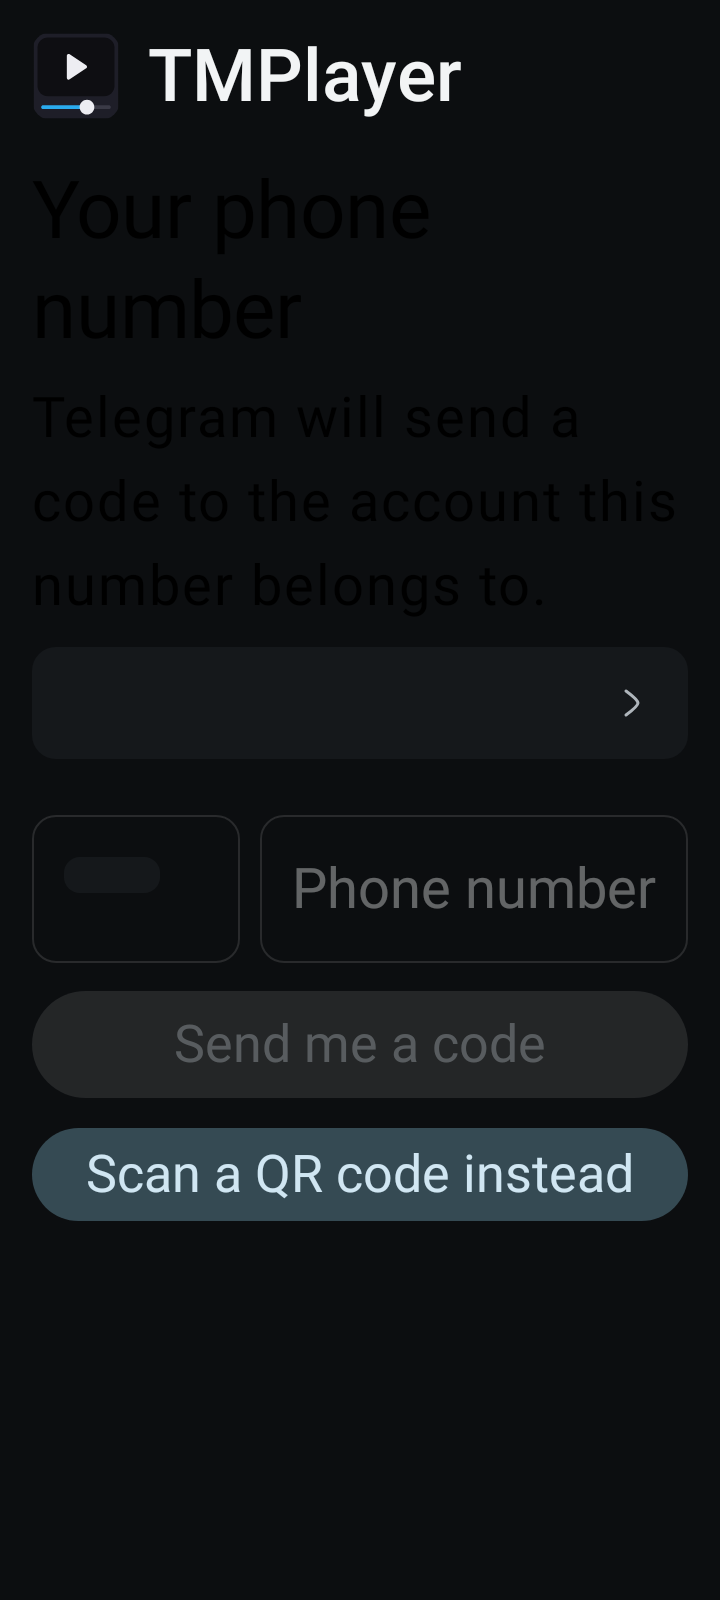 TMPlayer
Your phone
number
Telegram will send a
code to the account this
number belongs to.
Phone number
Send me a code
Scan a QR code instead